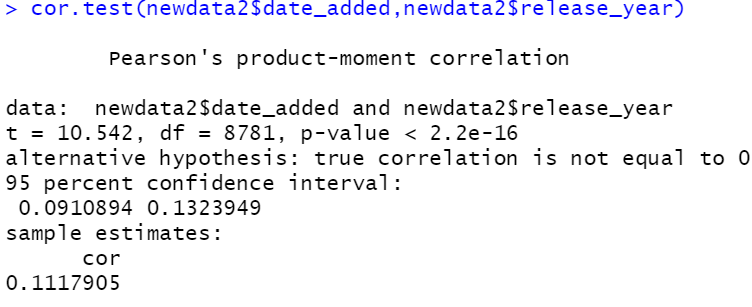 > cor.test(newdata2$date_added,newdata2$release_year)
Pearson's product-moment correlation
data:  newdata2$date_added and newdata2$release_year
t = 10.542, df = 8781, p-value < 2.2e-16
alternative hypothesis: true correlation is not equal to 0
95 percent confidence interval:
 0.0910894 0.1323949
sample estimates:
      cor
0.1117905